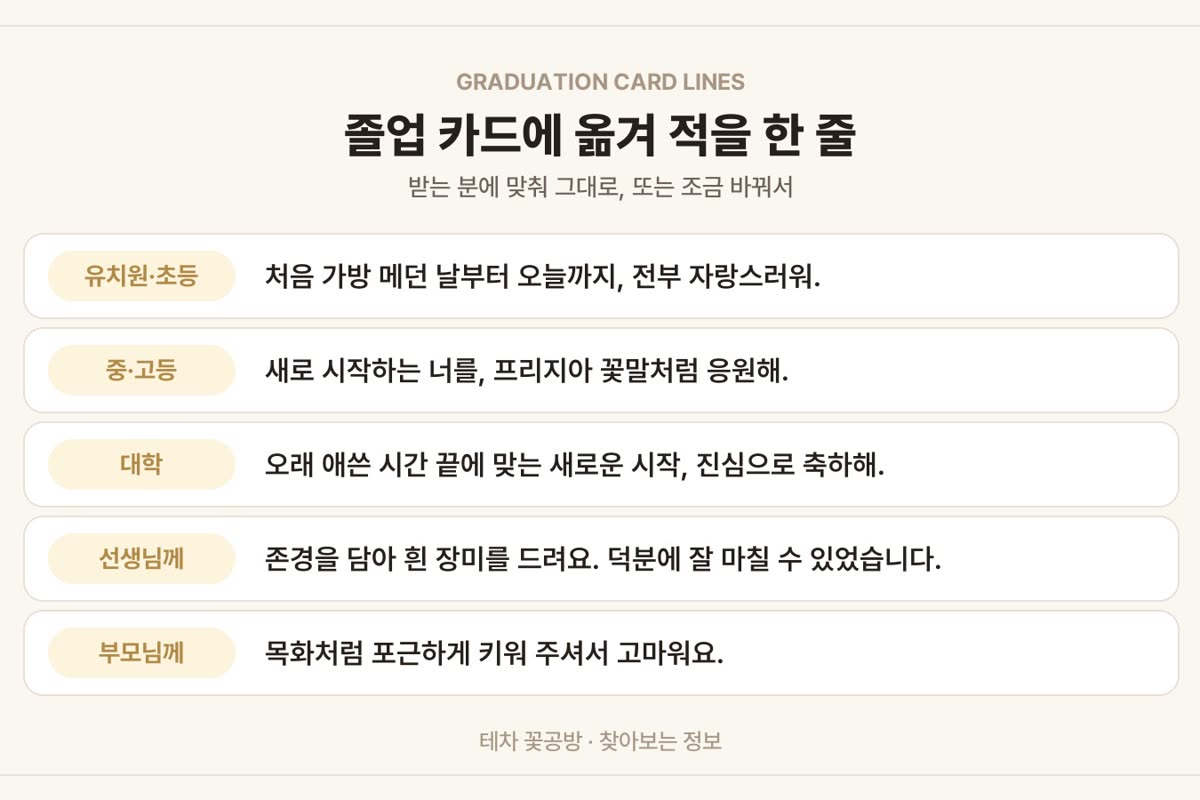 GRADUATION CARD LINES
졸업 카드에 옮겨 적을 한 줄
받는 분에 맞춰 그대로, 또는 조금 바꿔서
유치원·초등 처음 가방 메던 날부터 오늘까지, 전부 자랑스러워.
중·고등 새로 시작하는 너를, 프리지아 꽃말처럼 응원해.
대학 오래 애쓴 시간 끝에 맞는 새로운 시작, 진심으로 축하해.
선생님께 존경을 담아 흰 장미를 드려요. 덕분에 잘 마칠 수 있었습니다.
부모님께 목화처럼 포근하게 키워 주셔서 고마워요.
테차 꽃공방 · 찾아보는 정보